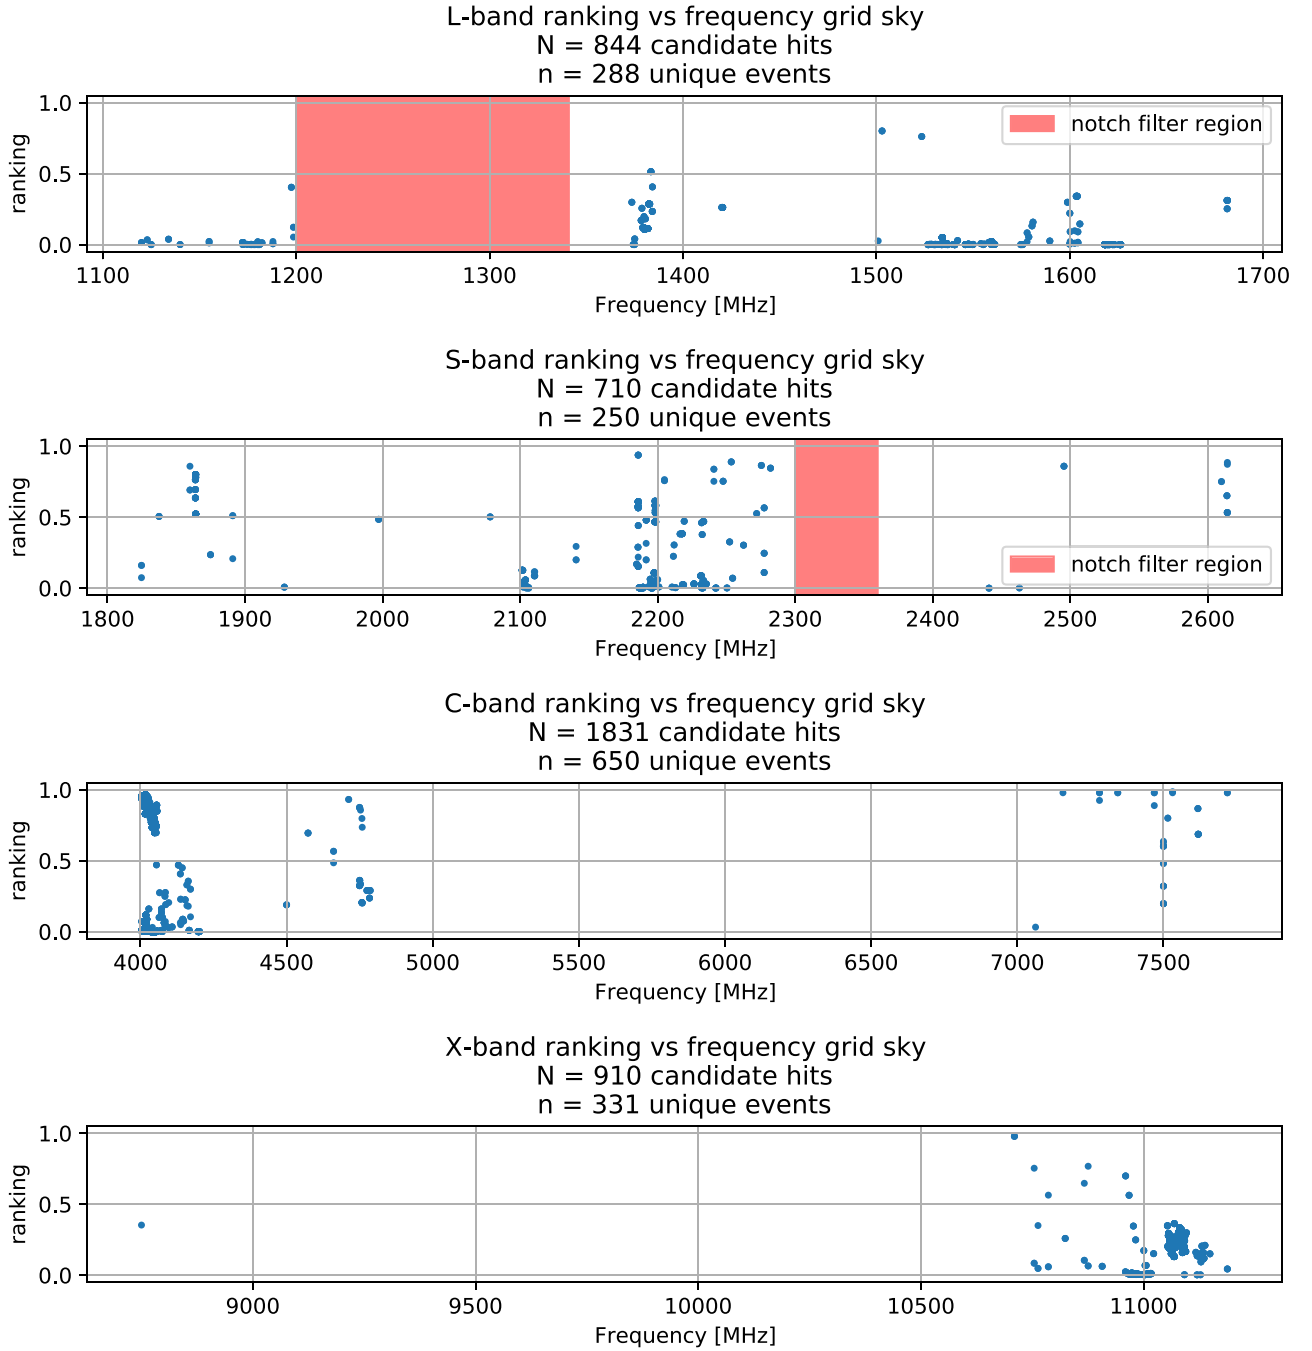 L-band ranking vs frequency grid sky
N = 844 candidate hits
n = 288 unique events
1.0
0.5
0.0
ranking
notch filter region
1100 1200 1300 1400 1500 1600 1700
Frequency [MHz]
S-band ranking vs frequency grid sky
N = 710 candidate hits
n = 250 unique events
1.0
0.5
0.0
ranking
notch filter region
1800 1900 2000 2100 2200 2300 2400 2500 2600
Frequency [MHz]
C-band ranking vs frequency grid sky
N = 1831 candidate hits
n = 650 unique events
1.0
0.5
0.0
ranking
4000 4500 5000 5500 6000 6500 7000 7500
Frequency [MHz]
X-band ranking vs frequency grid sky
N = 910 candidate hits
n = 331 unique events
1.0
0.5
0.0
ranking
9000 9500 10000 10500 11000
Frequency [MHz]